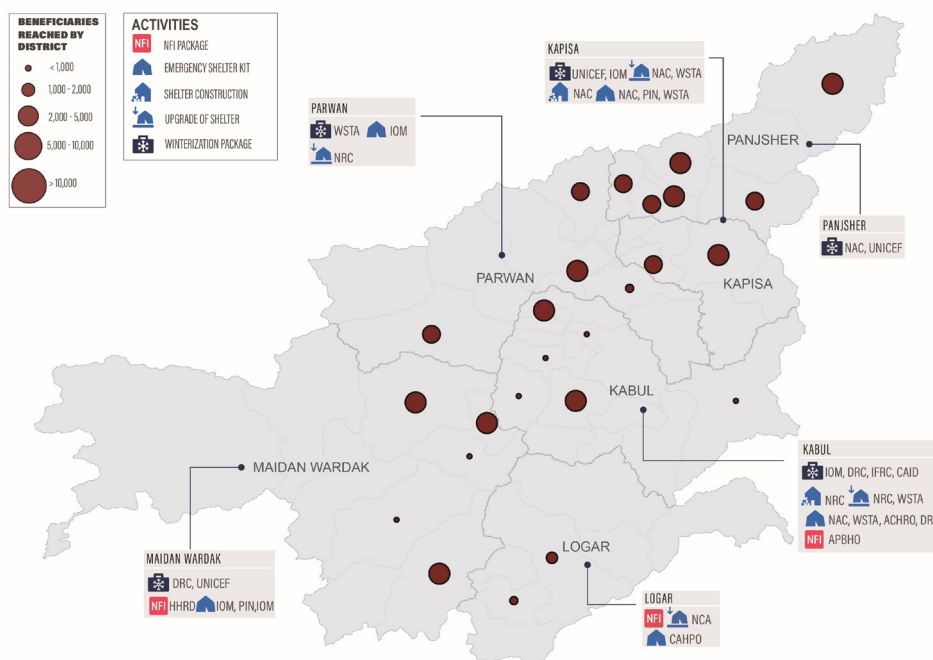 BENEFICIARIES
REACHED BY
DISTRICT
<1,000
1,000 - 2,000
2,000 - 5,000
5,000 - 10,000
> 10,000
ACTIVITIES
NFI NFI PACKAGE
EMERGENCY SHELTER KIT
SHELTER CONSTRUCTION
UPGRADE OF SHELTER
WINTERIZATION PACKAGE
PARWAN
WSTA IOM
NRC
KAPISA
UNICEF, IOM NAC, WSTA
NAC NAC, PIN, WSTA
PANJSHER
PANJSHER
NAC, UNICEF
PARWAN
KAPISA
KABUL
MAIDAN WARDAK
LOGAR
KABUL
IOM, DRC, IFRC, CAID
NRC NRC, WSTA
NAC, WSTA, ACHRO, DR
NFI APBHO
MAIDAN WARDAK
DRC, UNICEF
NFI HHRD IOM, PIN,IOM
LOGAR
NFI NCA
CAHPO